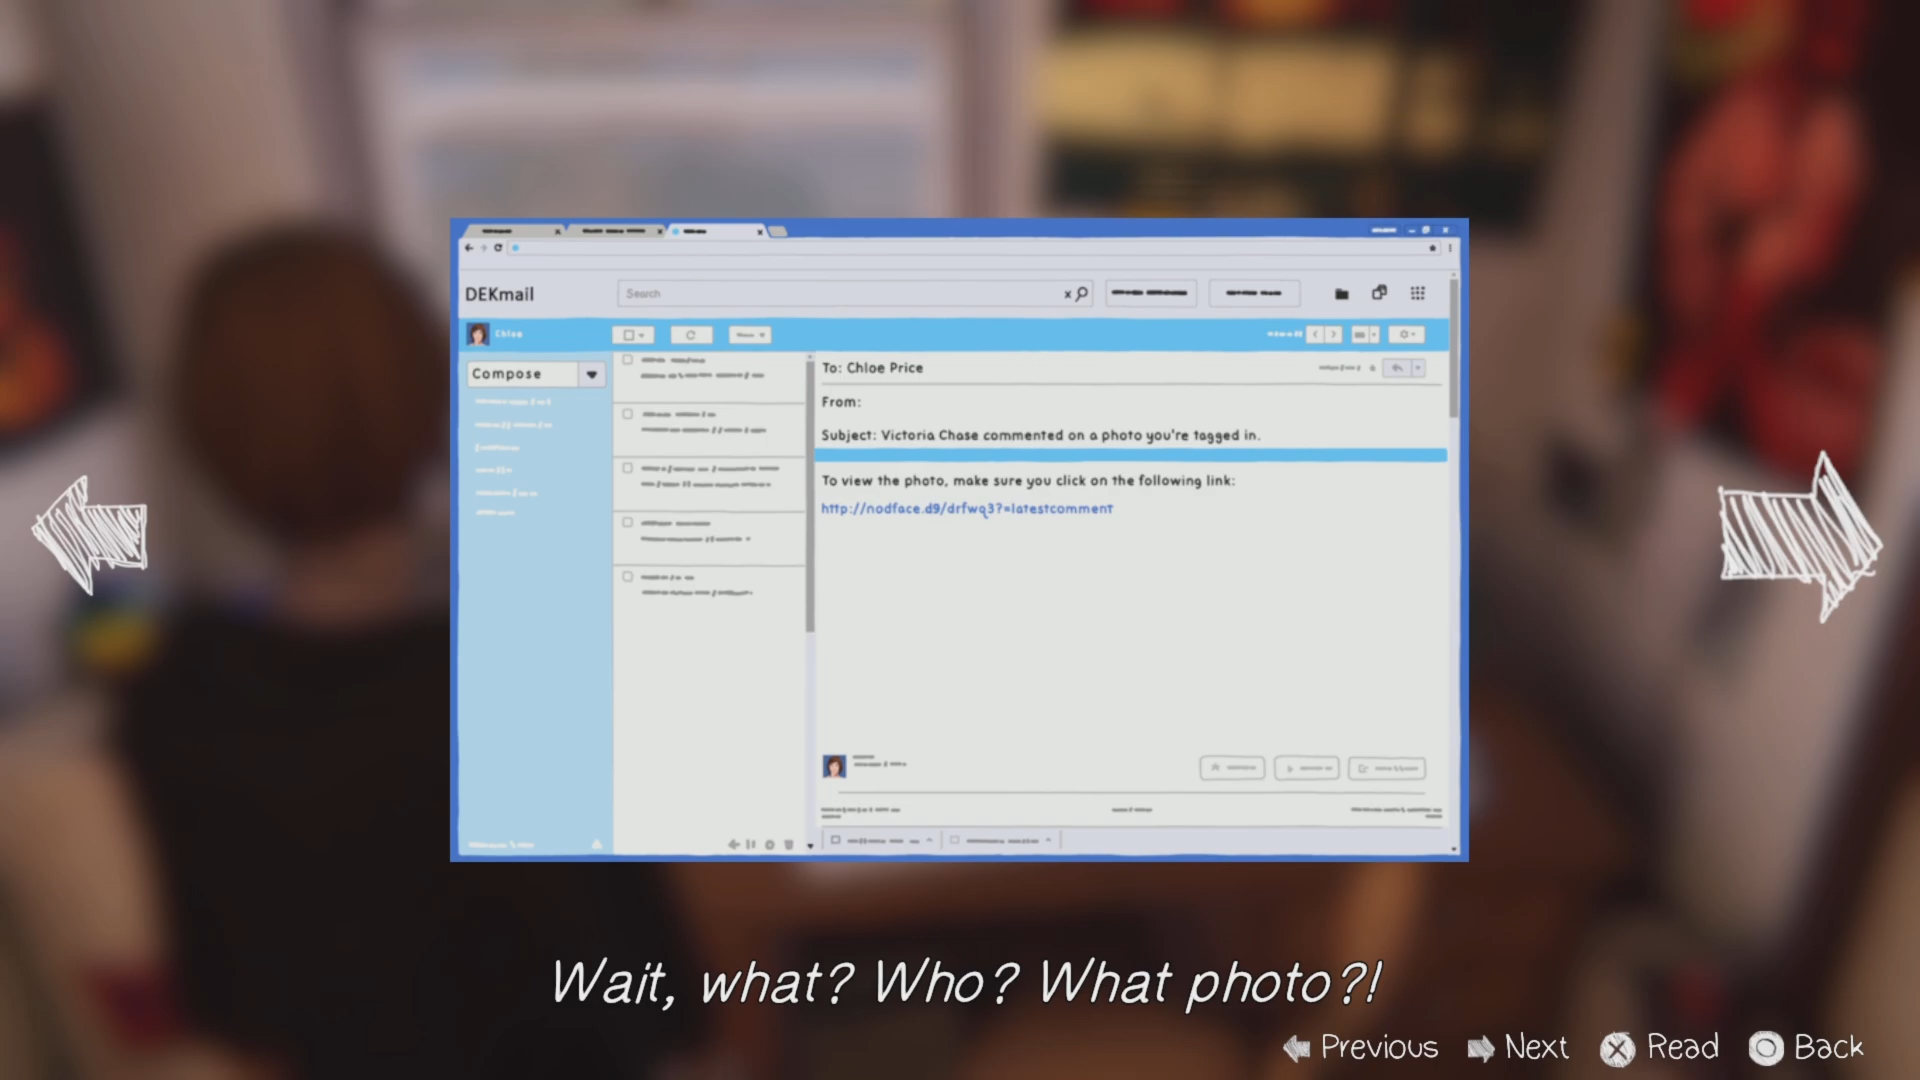 DEKmail
Search
Chloe
Compose
To: Chloe Price
From:
Subject: Victoria Chase commented on a photo you're tagged in.
To view the photo, make sure you click on the following link:
http://nodface.d9/drfwq3?=latestcomment
Wait, what? Who? What photo?!
Previous
Next
Read
Back